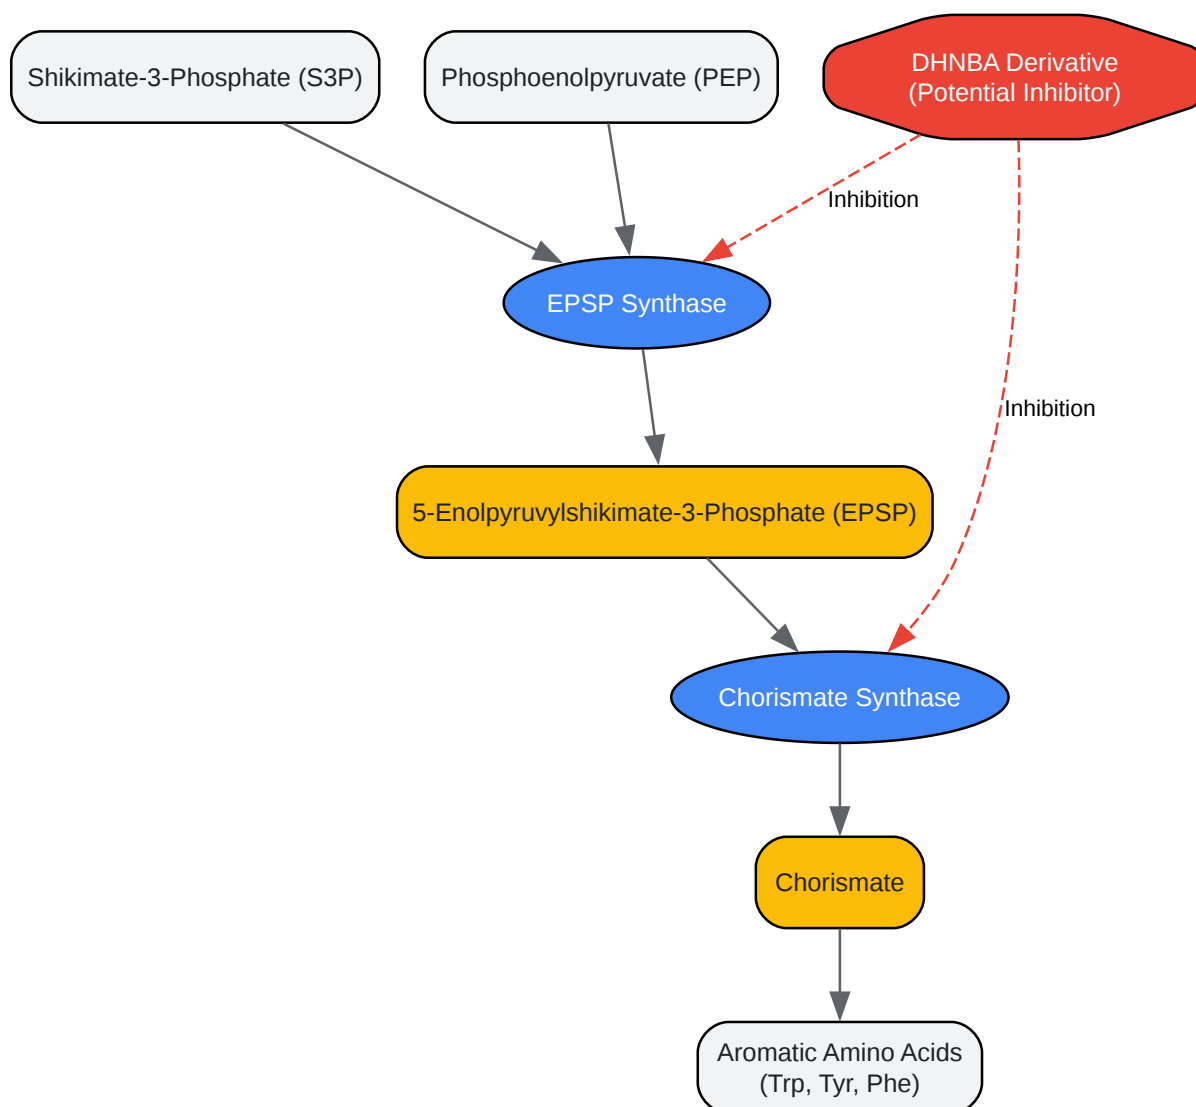 Shikimate-3-Phosphate (S3P)
Phosphoenolpyruvate (PEP)
DHNBA Derivative
(Potential Inhibitor)
Inhibition
EPSP Synthase
Inhibition
5-Enolpyruvylshikimate-3-Phosphate (EPSP)
Chorismate Synthase
Chorismate
Aromatic Amino Acids
(Trp, Tyr, Phe)